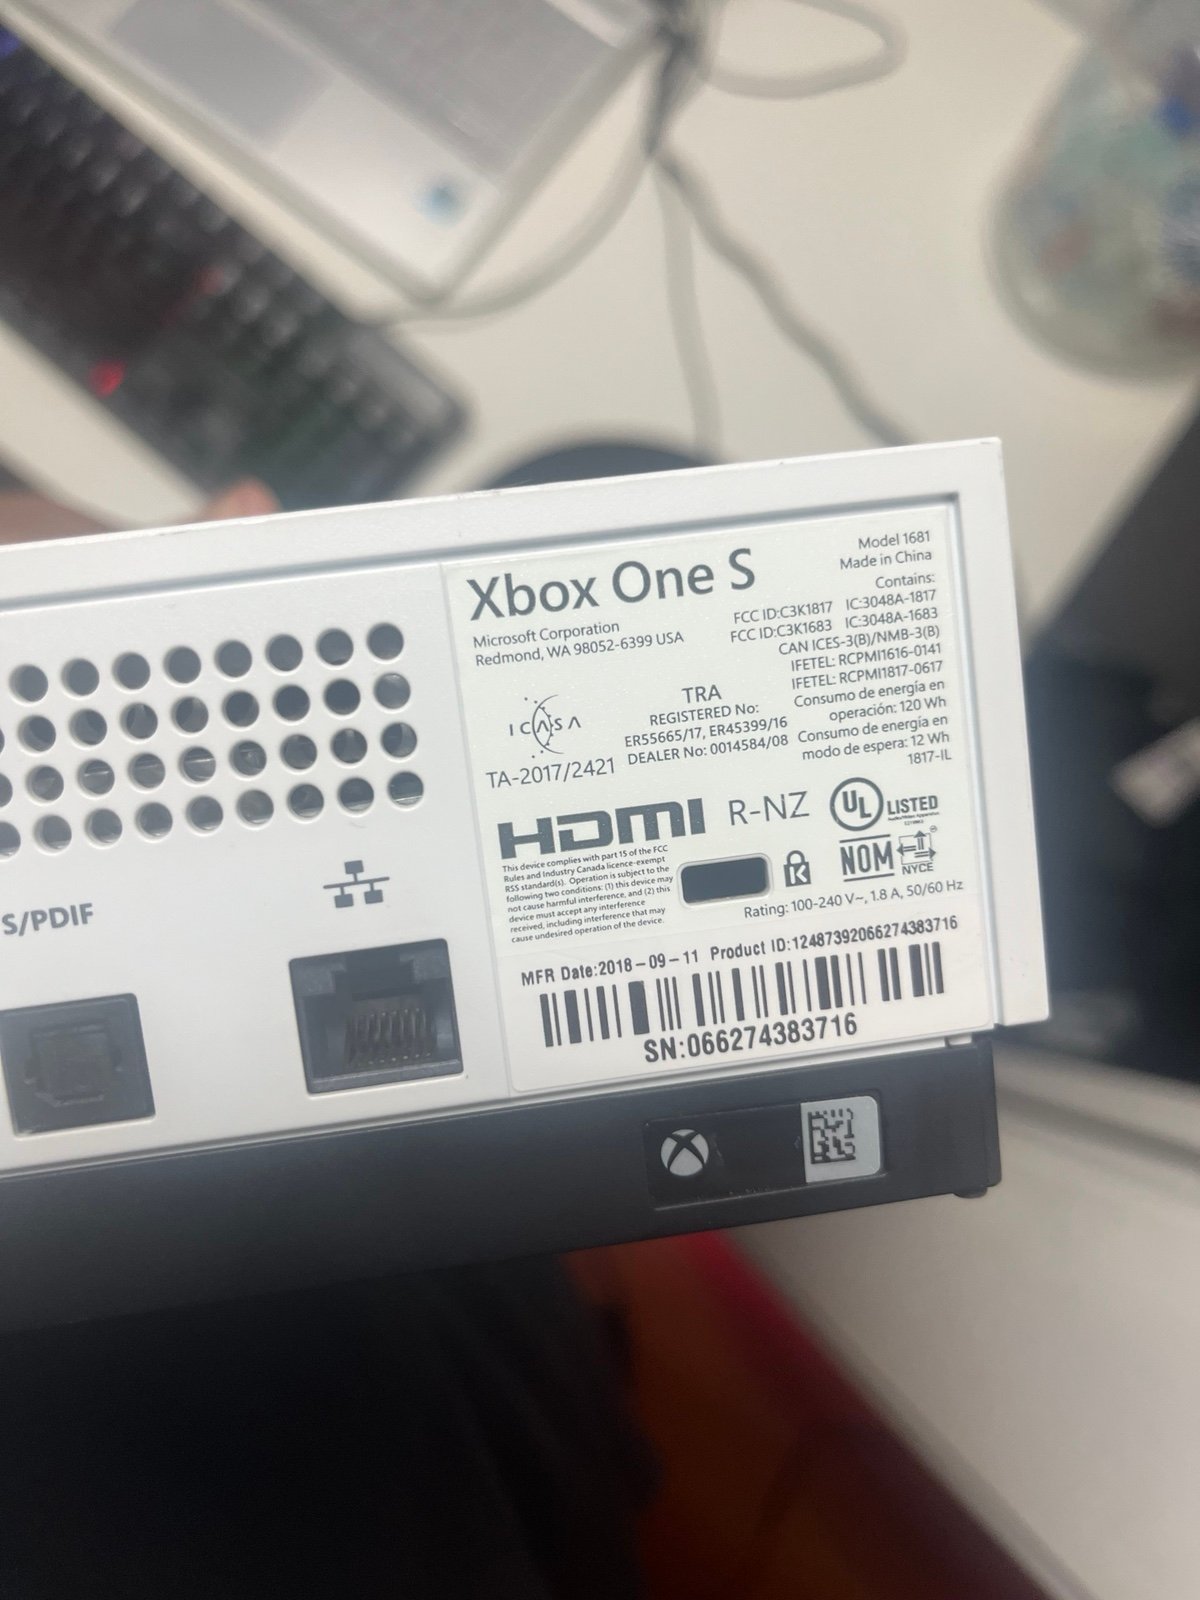 Xbox One S
Microsoft Corporation
Redmond, WA 98052-6399 USA
Model 1681
Made in China
Contains:
FCC ID:C3K1817 IC:3048A-1817
FCC ID:C3K1683 IC:3048A-1683
CAN ICES-3(B)/NMB-3(B)
IFETEL: RCPMI1616-0141
IFETEL: RCPMI1817-0617
Consumo de energía en
operación: 120 Wh
Consumo de energía en
modo de espera: 12 Wh
1817-IL
ICASA
TA-2017/2421
TRA
REGISTERED No:
ER55665/17, ER45399/16
DEALER No: 0014584/08
HDMI R-NZ
UL LISTED
NOM
NYCE
This device complies with part 15 of the FCC
Rules and Industry Canada licence-exempt
RSS standard(s). Operation is subject to the
following two conditions: (1) this device may
not cause harmful interference, and (2) this
device must accept any interference
received, including interference that may
cause undesired operation of the device.
K
Rating: 100-240 V~, 1.8 A, 50/60 Hz
MFR Date:2018-09-11 Product ID:1248739206627438​3716
SN:066274383716
S/PDIF